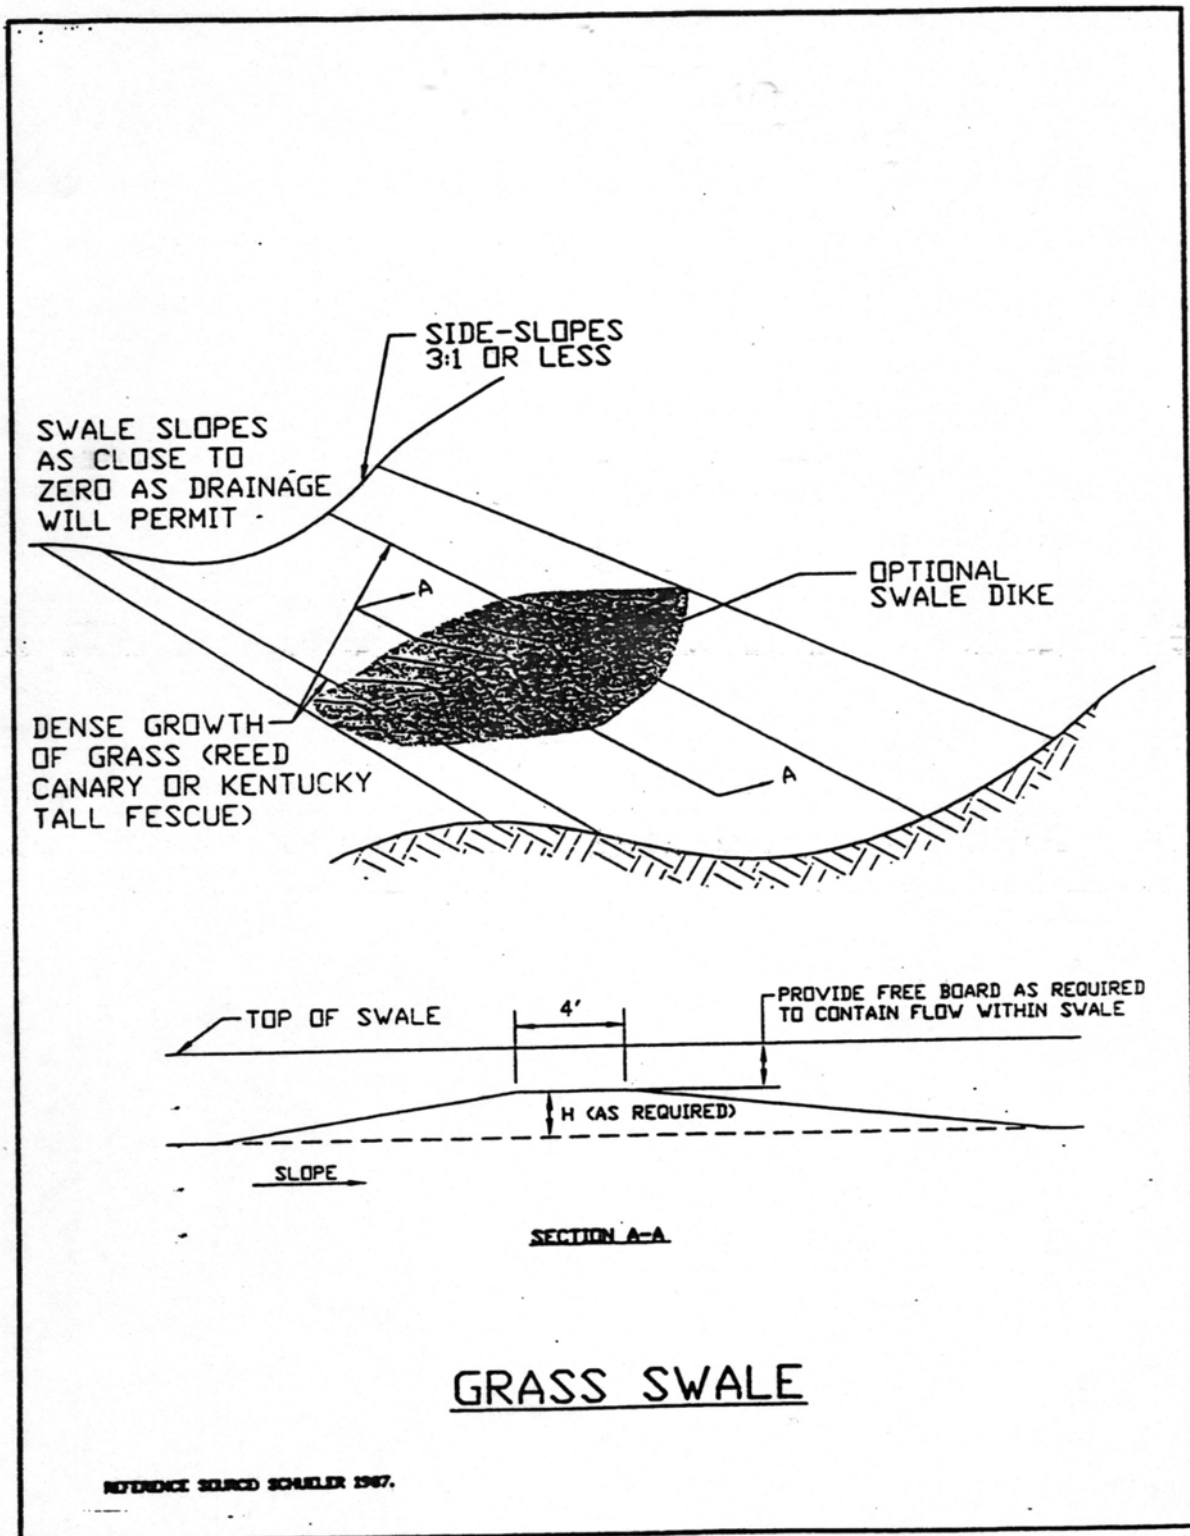 SIDE-SLOPES
3:1 OR LESS
SWALE SLOPES
AS CLOSE TO
ZERO AS DRAINAGE
WILL PERMIT
A
OPTIONAL
SWALE DIKE
DENSE GROWTH
OF GRASS (REED
CANARY OR KENTUCKY
TALL FESCUE)
A
TOP OF SWALE
4'
PROVIDE FREE BOARD AS REQUIRED
TO CONTAIN FLOW WITHIN SWALE
H (AS REQUIRED)
SLOPE
SECTION A-A
GRASS SWALE
REFERENCE SOURCE) SCHUELER 1987.